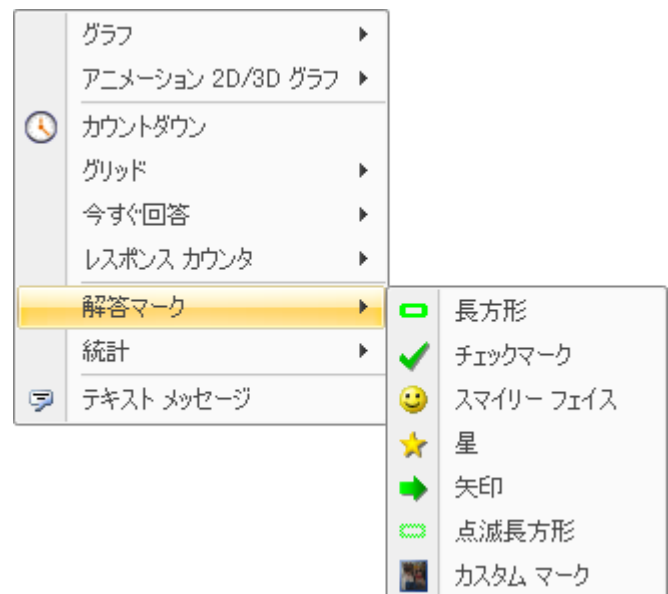 グラフ
アニメーション 2D/3D グラフ
カウントダウン
グリッド
今すぐ回答
レスポンス カウンタ
解答マーク
統計
テキスト メッセージ
長方形
チェックマーク
スマイリー フェイス
星
矢印
点滅長方形
カスタム マーク